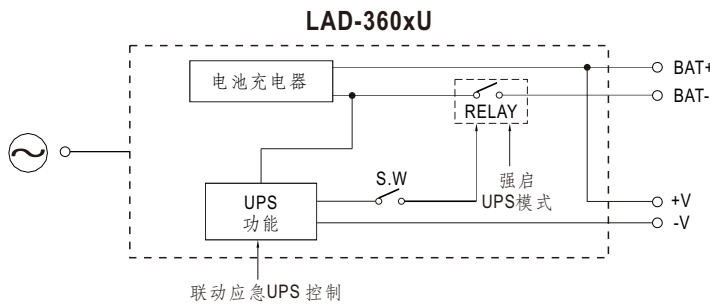 LAD-360xU
电池充电器
BAT+
BAT-
RELAY
S.W
强启
UPS模式
UPS
功能
+V
-V
联动应急UPS 控制